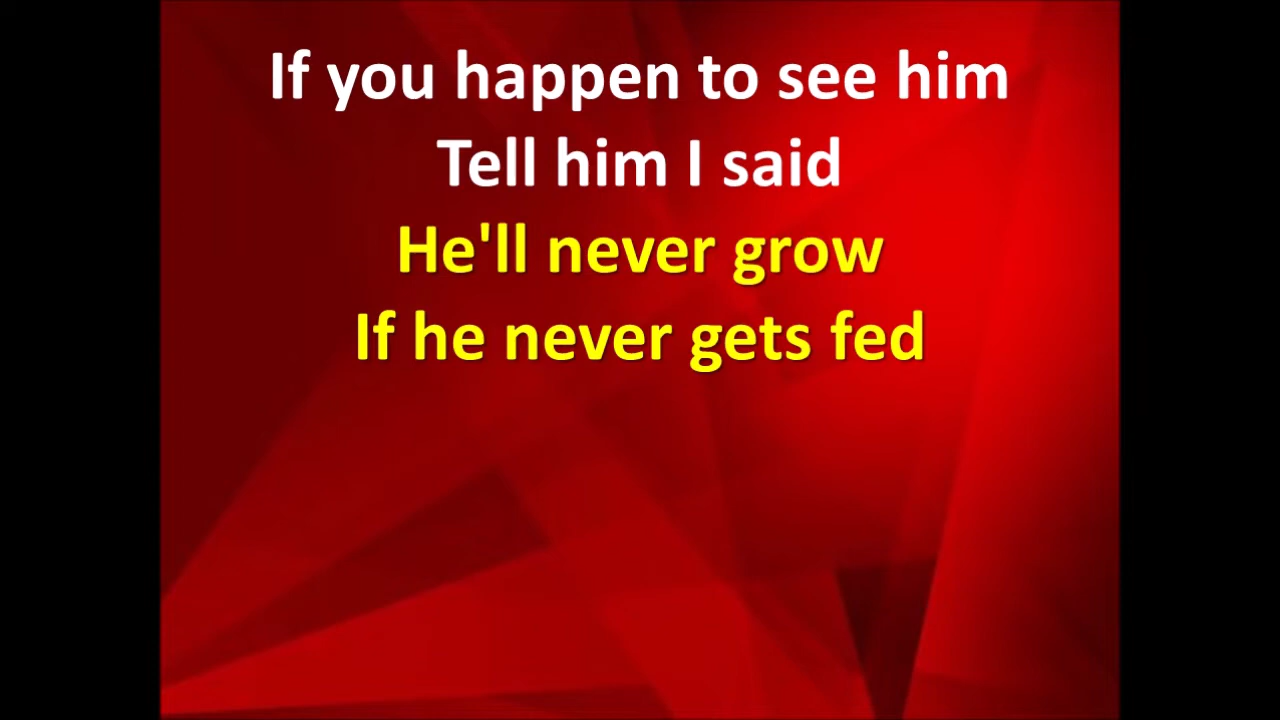 If you happen to see him
Tell him I said
He'll never grow
If he never gets fed